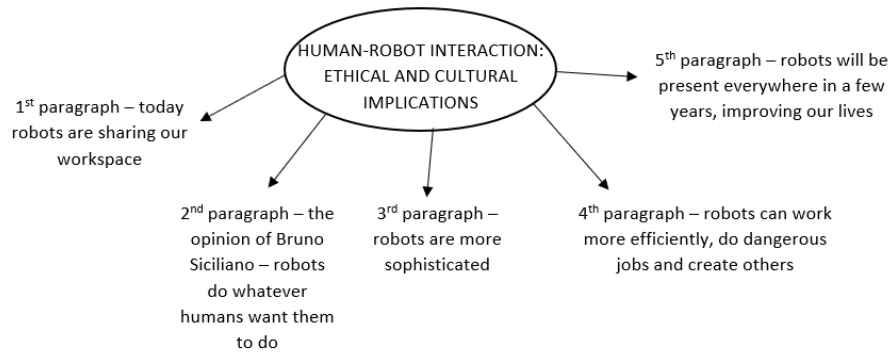 HUMAN-ROBOT INTERACTION:
ETHICAL AND CULTURAL
IMPLICATIONS
1st paragraph – today
robots are sharing our
workspace
2nd paragraph – the
opinion of Bruno
Siciliano – robots
do whatever
humans want them
to do
3rd paragraph –
robots are more
sophisticated
4th paragraph – robots can work
more efficiently, do dangerous
jobs and create others
5th paragraph – robots will be
present everywhere in a few
years, improving our lives